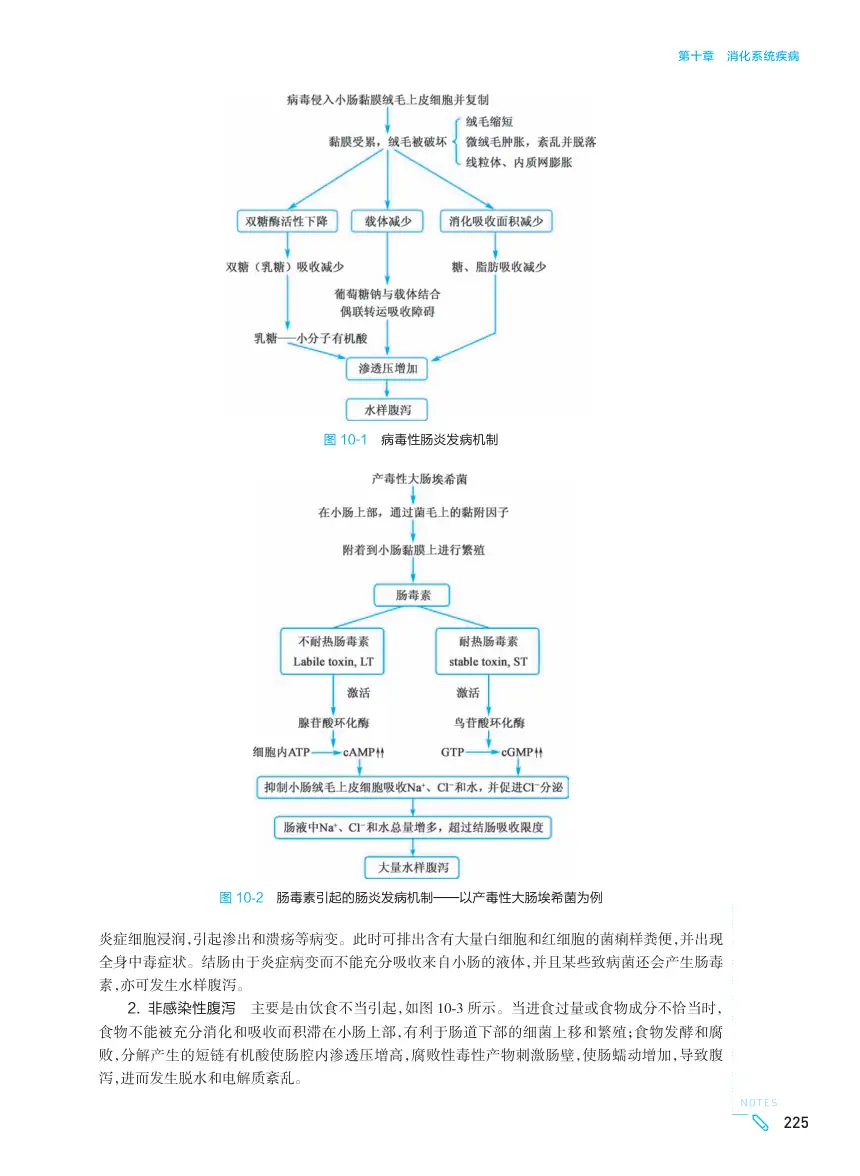 第十章 消化系统疾病
病毒侵入小肠黏膜绒毛上皮细胞并复制
绒毛缩短
黏膜受累，绒毛被破坏
微绒毛肿胀，紊乱并脱落
线粒体、内质网膨胀
双糖酶活性下降
载体减少
消化吸收面积减少
双糖（乳糖）吸收减少
糖、脂肪吸收减少
葡萄糖钠与载体结合
偶联转运吸收障碍
乳糖——小分子有机酸
渗透压增加
水样腹泻
图 10-1 病毒性肠炎发病机制
产毒性大肠埃希菌
在小肠上部，通过菌毛上的黏附因子
附着到小肠黏膜上进行繁殖
肠毒素
不耐热肠毒素
Labile toxin, LT
耐热肠毒素
stable toxin, ST
激活
激活
腺苷酸环化酶
鸟苷酸环化酶
细胞内ATP
cAMP⇈
GTP
cGMP⇈
抑制小肠绒毛上皮细胞吸收Na⁺、Cl⁻和水，并促进Cl⁻分泌
肠液中Na⁺、Cl⁻和水总量增多，超过结肠吸收限度
大量水样腹泻
图 10-2 肠毒素引起的肠炎发病机制——以产毒性大肠埃希菌为例
炎症细胞浸润,引起渗出和溃疡等病变。此时可排出含有大量白细胞和红细胞的菌痢样粪便,并出现
全身中毒症状。结肠由于炎症病变而不能充分吸收来自小肠的液体,并且某些致病菌还会产生肠毒
素,亦可发生水样腹泻。
2. 非感染性腹泻 主要是由饮食不当引起,如图 10-3 所示。当进食过量或食物成分不恰当时,
食物不能被充分消化和吸收而积滞在小肠上部,有利于肠道下部的细菌上移和繁殖;食物发酵和腐
败,分解产生的短链有机酸使肠腔内渗透压增高,腐败性毒性产物刺激肠壁,使肠蠕动增加,导致腹
泻,进而发生脱水和电解质紊乱。
NOTES
225